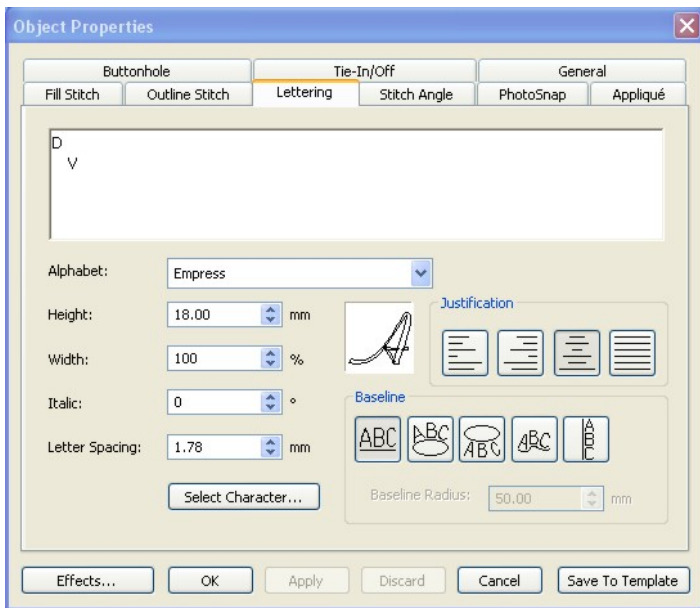 Object Properties
Buttonhole Tie-In/Off General
Fill Stitch Outline Stitch Lettering Stitch Angle PhotoSnap Appliqué
D
V
Alphabet: Empress
Height: 18.00 mm
Width: 100 %
Italic: 0 °
Letter Spacing: 1.78 mm
Select Character...
A
Justification
Baseline
ABC ABC ABC ABC ABC
Baseline Radius: 50.00 mm
Effects... OK Apply Discard Cancel Save To Template